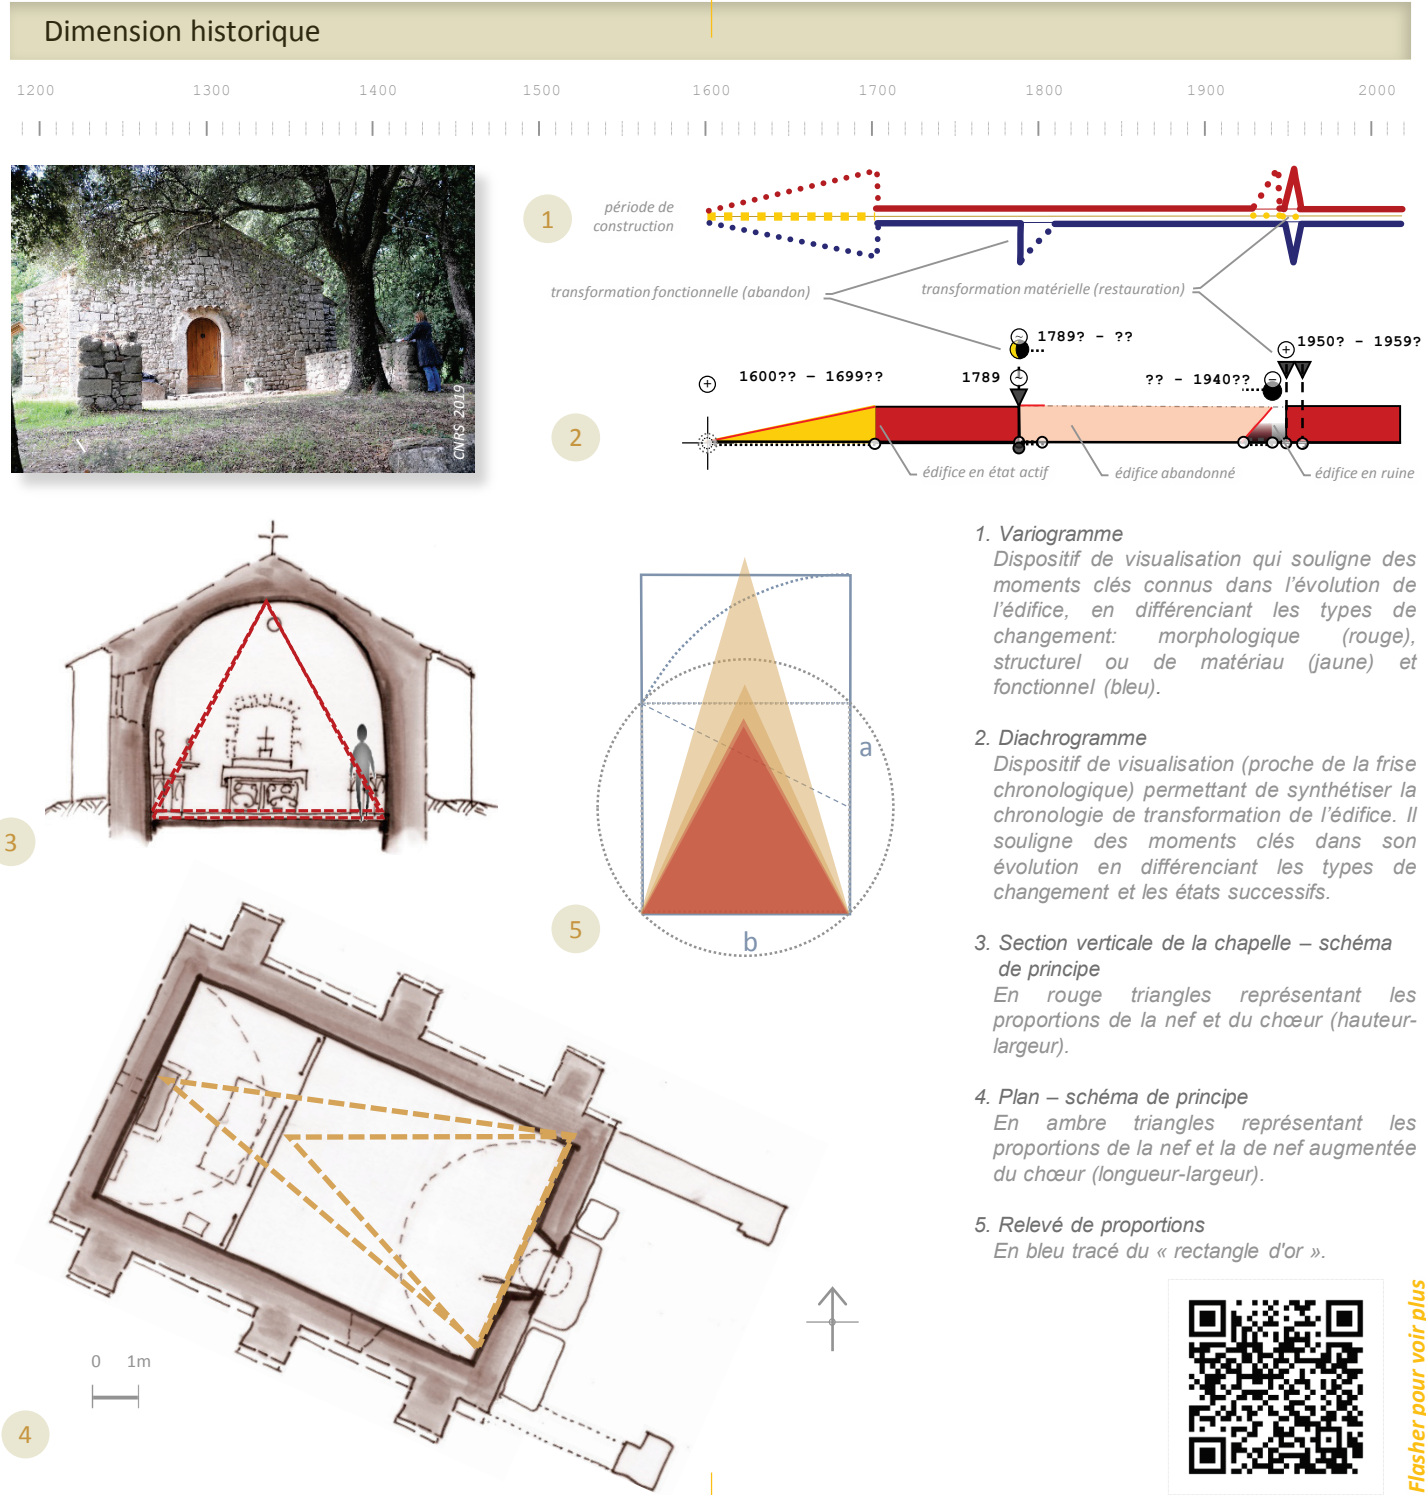 Dimension historique
1200 1300 1400 1500 1600 1700 1800 1900 2000
CNRS 2019
1
période de
construction
transformation fonctionnelle (abandon)
transformation matérielle (restauration)
1789? - ??
1950? - 1959?
1600?? - 1699??
1789
?? - 1940??
2
édifice en état actif
édifice abandonné
édifice en ruine
3
a
b
5
0 1m
4
1. Variogramme
Dispositif de visualisation qui souligne des
moments clés connus dans l'évolution de
l'édifice, en différenciant les types de
changement: morphologique (rouge),
structurel ou de matériau (jaune) et
fonctionnel (bleu).
2. Diachrogramme
Dispositif de visualisation (proche de la frise
chronologique) permettant de synthétiser la
chronologie de transformation de l'édifice. Il
souligne des moments clés dans son
évolution en différenciant les types de
changement et les états successifs.
3. Section verticale de la chapelle – schéma
de principe
En rouge triangles représentant les
proportions de la nef et du chœur (hauteur-
largeur).
4. Plan – schéma de principe
En ambre triangles représentant les
proportions de la nef et la de nef augmentée
du chœur (longueur-largeur).
5. Relevé de proportions
En bleu tracé du « rectangle d'or ».
Flasher pour voir plus